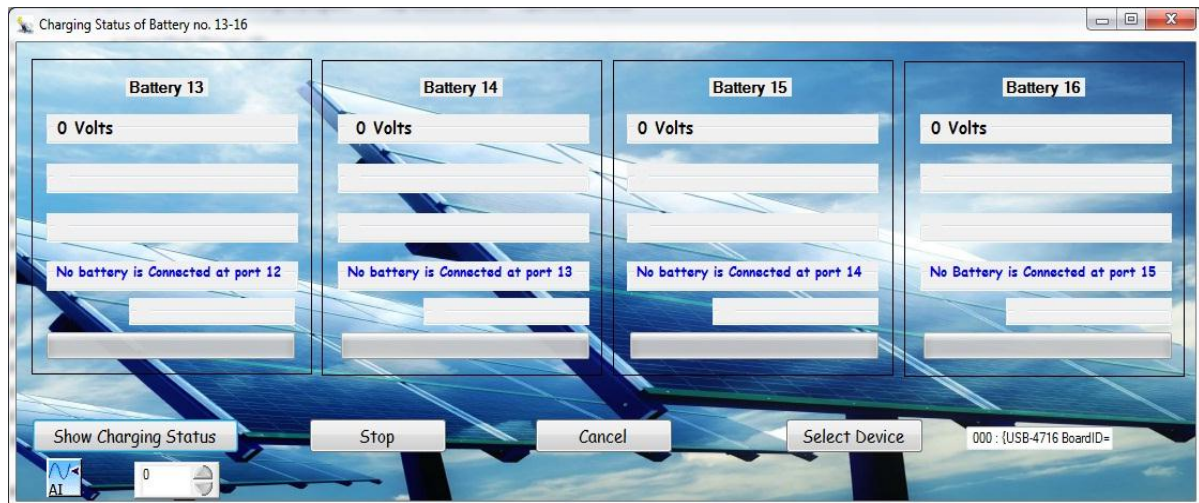 Charging Status of Battery no. 13-16
Battery 13
Battery 14
Battery 15
Battery 16
0 Volts
0 Volts
0 Volts
0 Volts
No battery is Connected at port 12
No battery is Connected at port 13
No battery is Connected at port 14
No Battery is Connected at port 15
Show Charging Status
Stop
Cancel
Select Device
000 : {USB-4716 BoardID=
AI
0